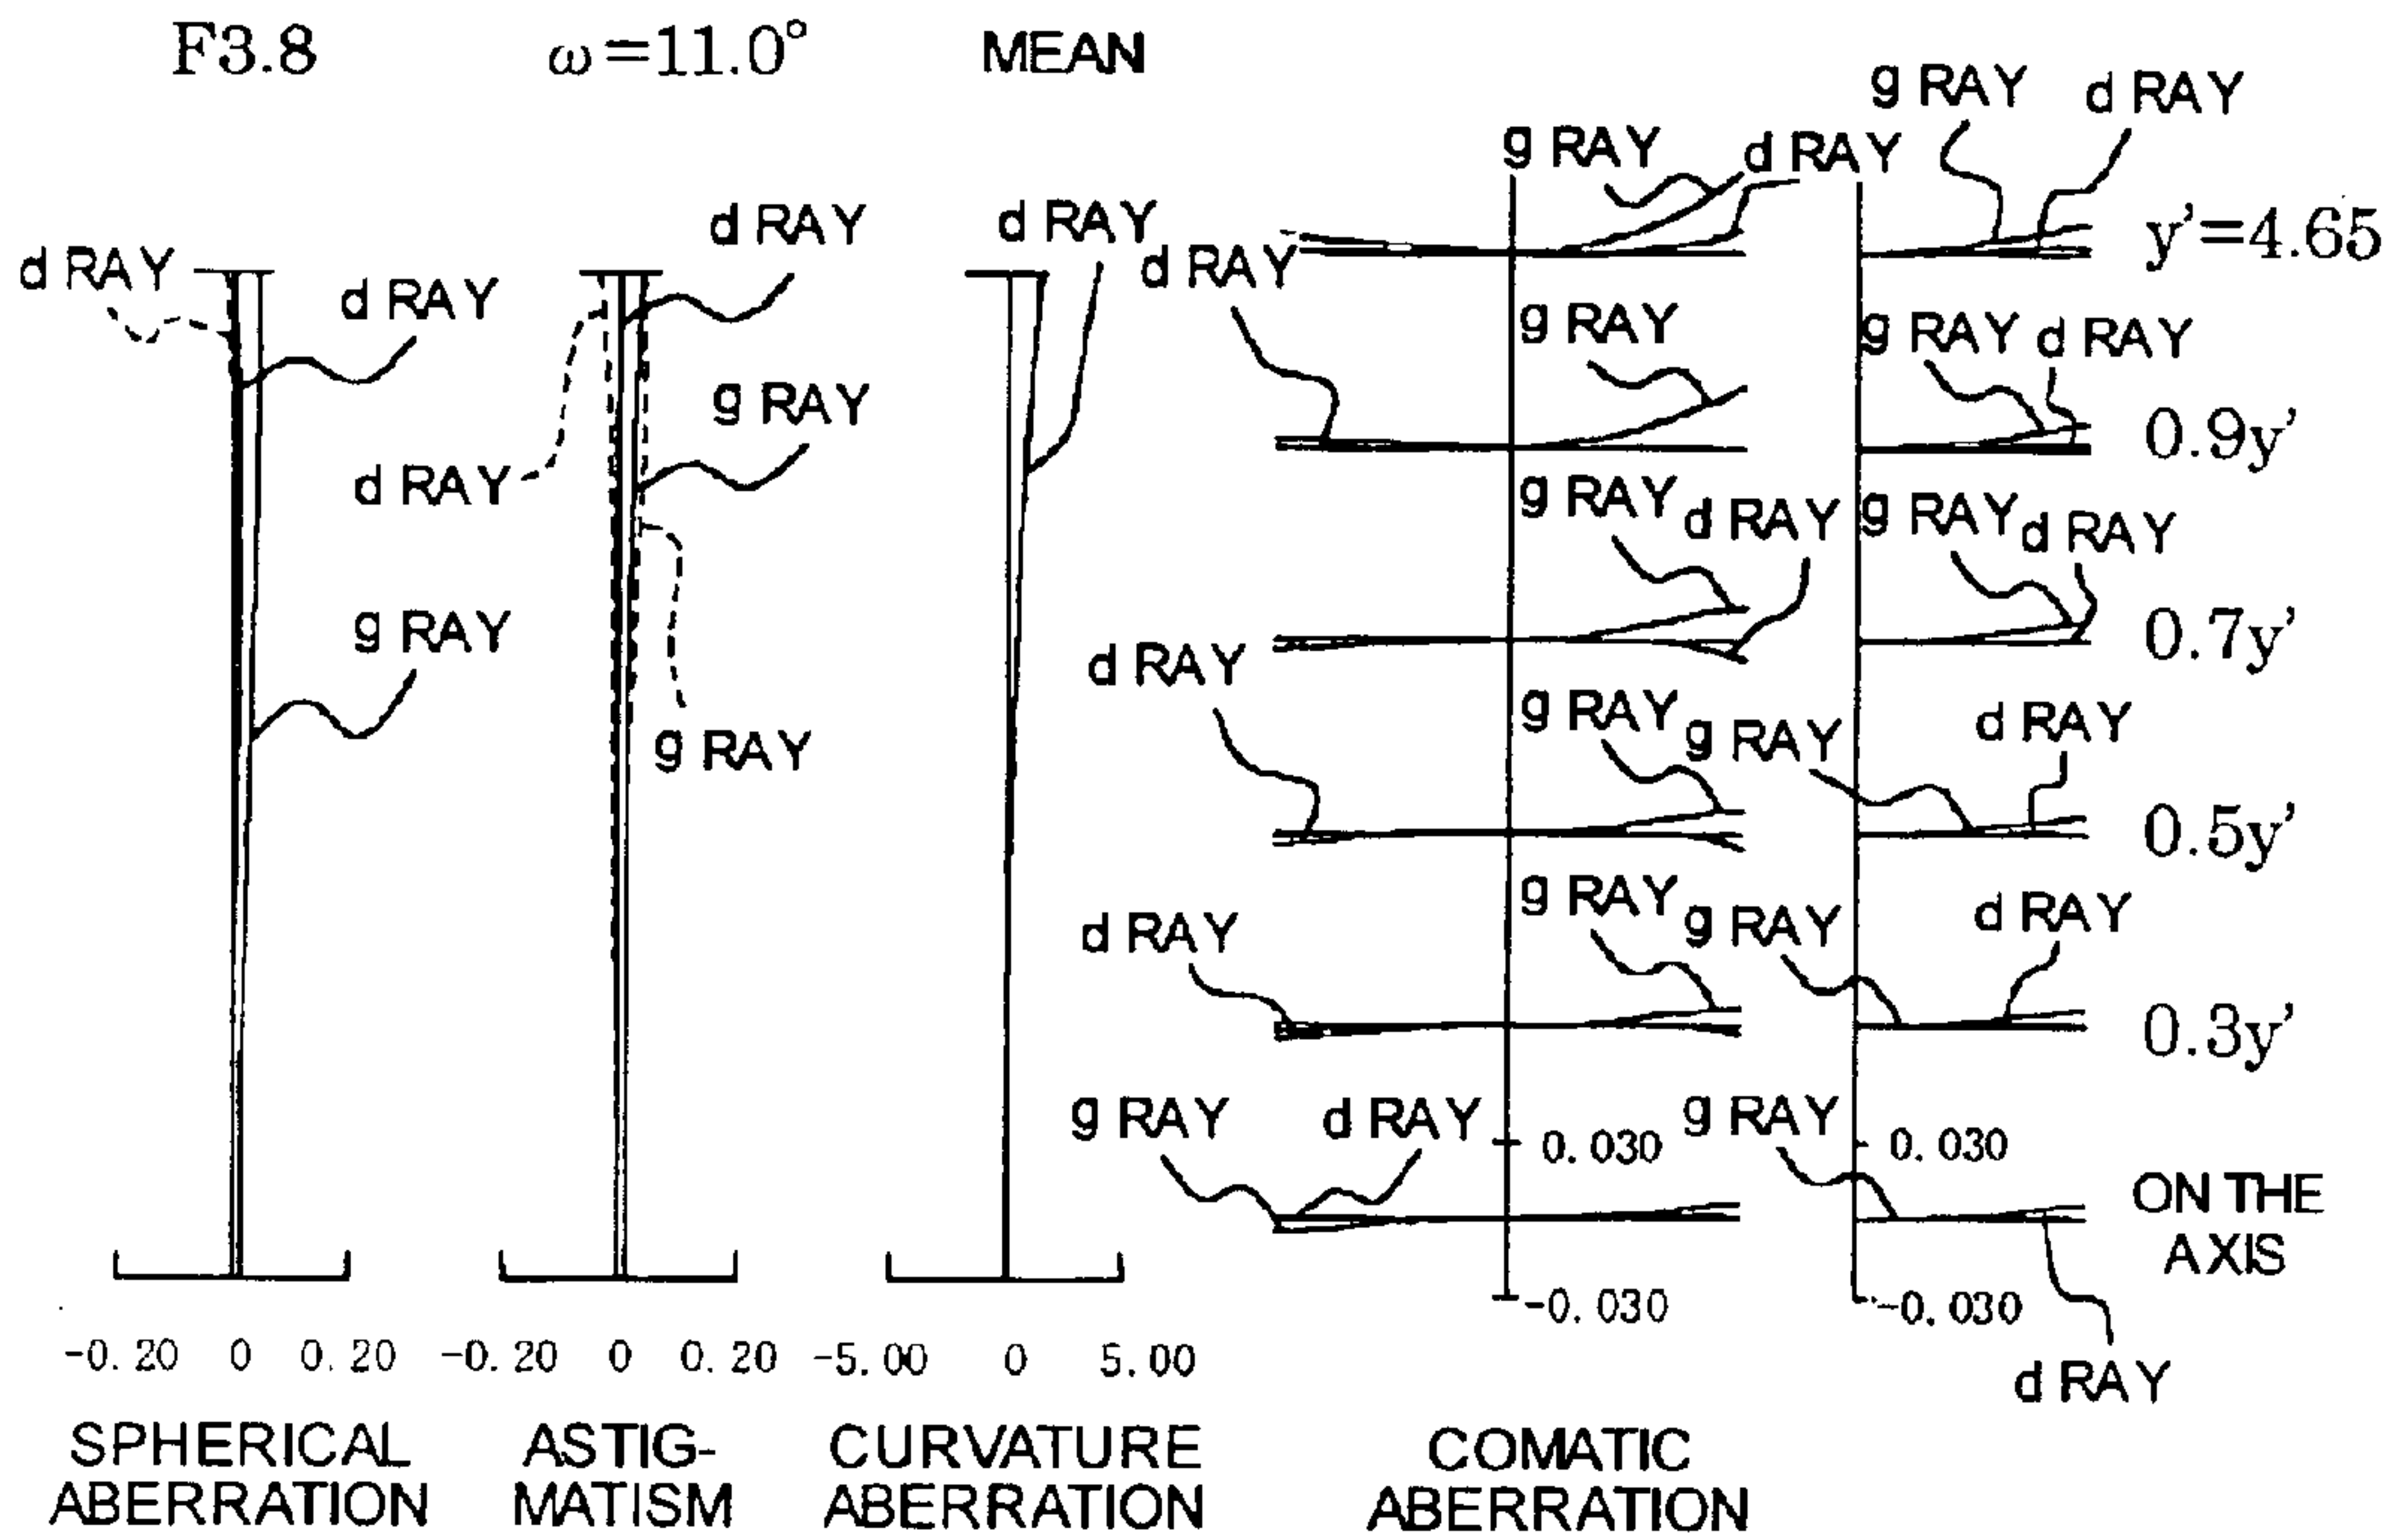 F3.8
ω=11.0°
MEAN
g RAY
d RAY
g RAY
d RAY
y'=4.65
d RAY
d RAY
d RAY
d RAY
d RAY
g RAY
g RAY
d RAY
0.9y'
g RAY
d RAY
g RAY
d RAY
g RAY
d RAY
0.7y'
g RAY
d RAY
g RAY
g RAY
g RAY
d RAY
0.5y'
d RAY
g RAY
g RAY
d RAY
0.3y'
g RAY
d RAY
0.030
g RAY
0.030
ON THE
AXIS
-0.030
-0.030
d RAY
-0.20 0 0.20
-0.20 0 0.20
-5.00 0 5.00
SPHERICAL
ABERRATION
ASTIG-
MATISM
CURVATURE
ABERRATION
COMATIC
ABERRATION